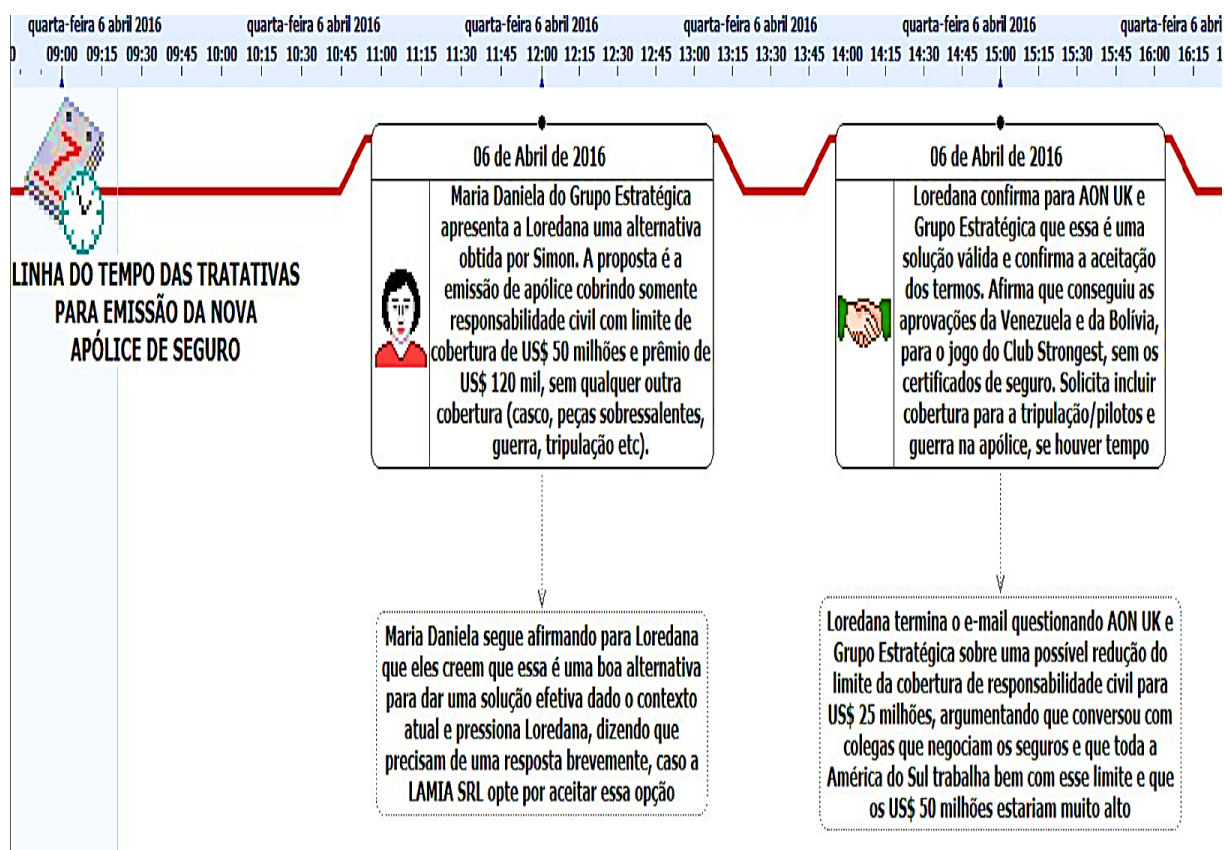 quarta-feira 6 abril 2016 quarta-feira 6 abril 2016 quarta-feira 6 abril 2016 quarta-feira 6 abril 2016 quarta-feira 6 abril 2016 quarta-feira 6 abri
0 09:00 09:15 09:30 09:45 10:00 10:15 10:30 10:45 11:00 11:15 11:30 11:45 12:00 12:15 12:30 12:45 13:00 13:15 13:30 13:45 14:00 14:15 14:30 14:45 15:00 15:15 15:30 15:45 16:00 16:15 1
LINHA DO TEMPO DAS TRATATIVAS
PARA EMISSÃO DA NOVA
APÓLICE DE SEGURO
06 de Abril de 2016
Maria Daniela do Grupo Estratégica
apresenta a Loredana uma alternativa
obtida por Simon. A proposta é a
emissão de apólice cobrindo somente
responsabilidade civil com limite de
cobertura de US$ 50 milhões e prêmio de
US$ 120 mil, sem qualquer outra
cobertura (casco, peças sobressalentes,
guerra, tripulação etc).
Maria Daniela segue afirmando para Loredana
que eles creem que essa é uma boa alternativa
para dar uma solução efetiva dado o contexto
atual e pressiona Loredana, dizendo que
precisam de uma resposta brevemente, caso a
LAMIA SRL opte por aceitar essa opção
06 de Abril de 2016
Loredana confirma para AON UK e
Grupo Estratégica que essa é uma
solução válida e confirma a aceitação
dos termos. Afirma que conseguiu as
aprovações da Venezuela e da Bolívia,
para o jogo do Club Strongest, sem os
certificados de seguro. Solicita incluir
cobertura para a tripulação/pilotos e
guerra na apólice, se houver tempo
Loredana termina o e-mail questionando AON UK e
Grupo Estratégica sobre uma possível redução do
limite da cobertura de responsabilidade civil para
US$ 25 milhões, argumentando que conversou com
colegas que negociam os seguros e que toda a
América do Sul trabalha bem com esse limite e que
os US$ 50 milhões estariam muito alto